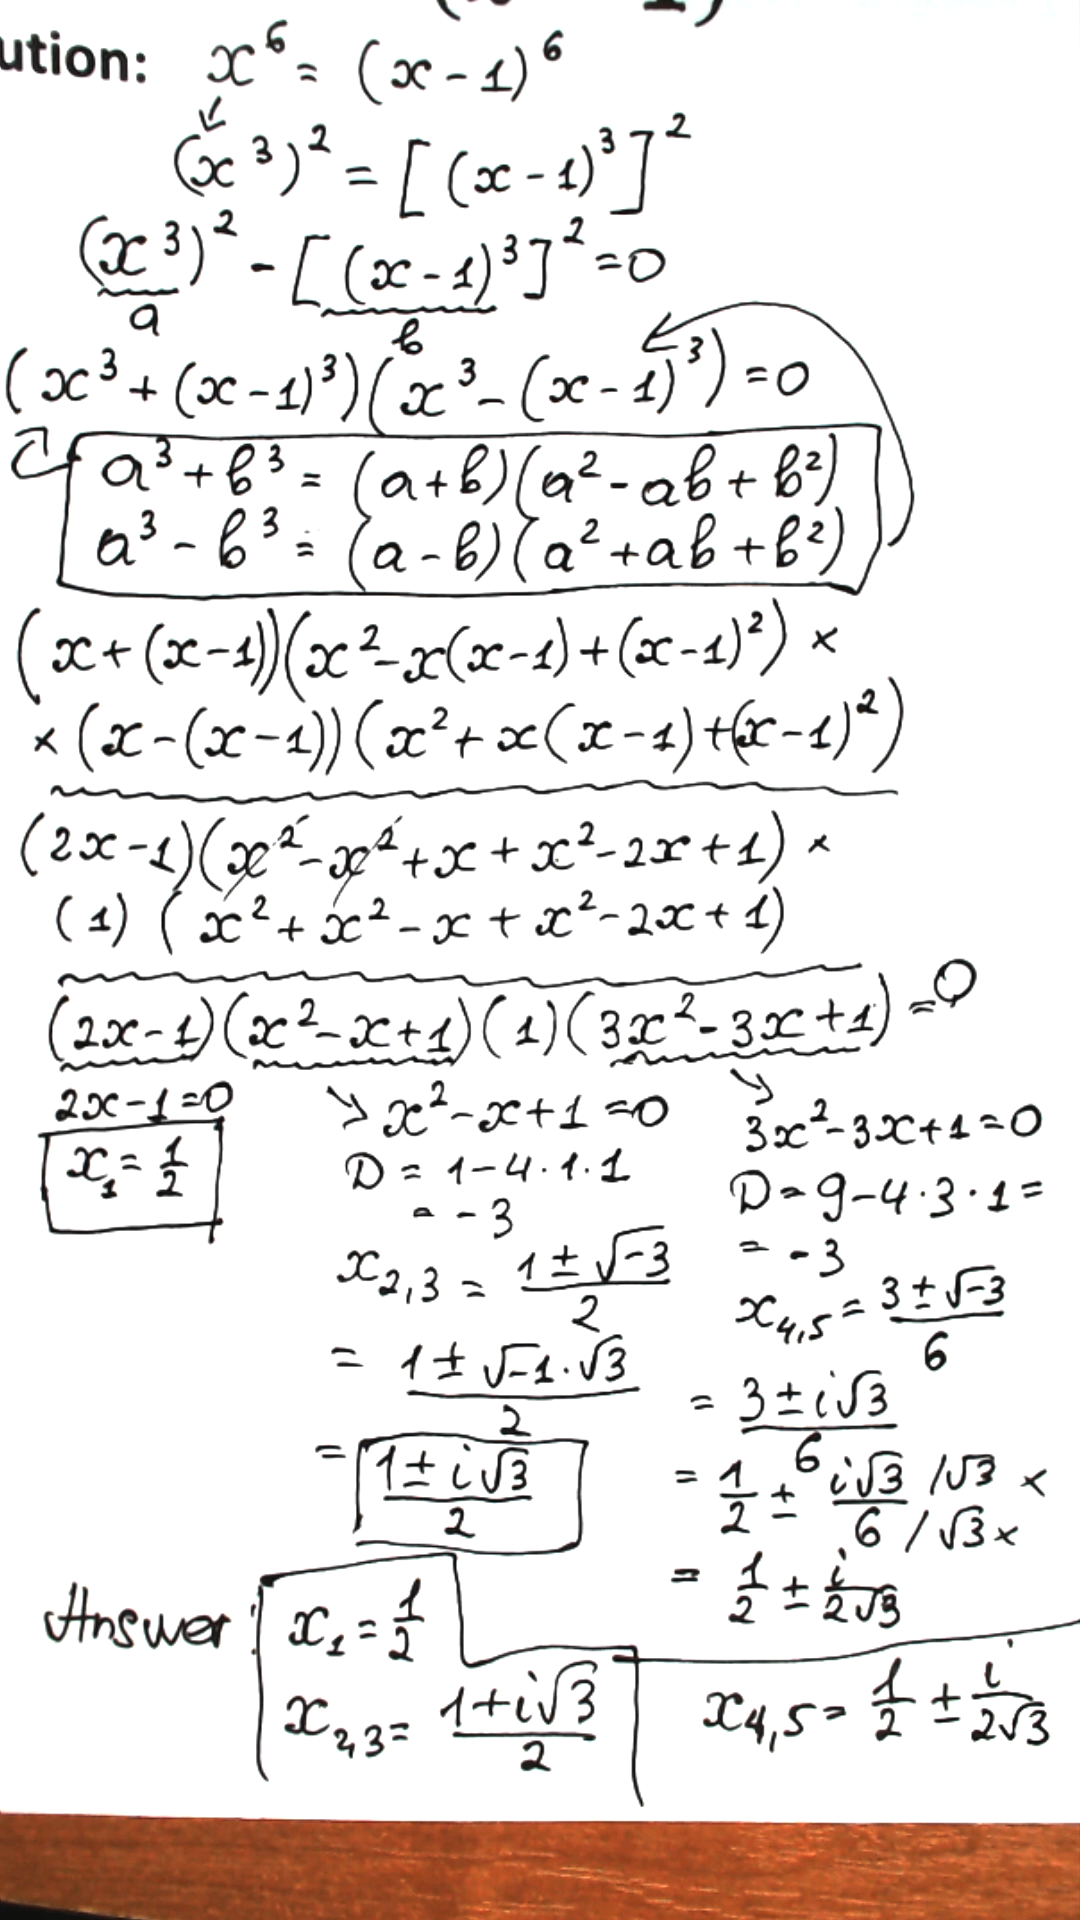 ution: x⁶ = (x-1)⁶
(x³)² = [(x-1)³]²
(x³)² - [(x-1)³]² = 0
a b
(x³+(x-1)³)(x³-(x-1)³) = 0
a³+b³ = (a+b)(a²-ab+b²)
a³-b³ = (a-b)(a²+ab+b²)
(x+(x-1))(x²-x(x-1)+(x-1)²) ×
×(x-(x-1))(x²+x(x-1)+(x-1)²)
(2x-1)(x²-x²+x+x²-2x+1) ×
(1)(x²+x²-x+x²-2x+1)
(2x-1)(x²-x+1)(1)(3x²-3x+1) = 0
2x-1=0
x₁ = 1/2
x²-x+1=0
D = 1-4·1·1
= -3
x₂,₃ = (1±√-3)/2
= (1±√-1·√3)/2
= (1±i√3)/2
3x²-3x+1=0
D=9-4·3·1=
= -3
x₄,₅ = (3±√-3)/6
= (3±i√3)/6
= 1/2 ± i√3/6 /√3 × /√3 ×
= 1/2 ± i/2√3
Answer: x₁ = 1/2
x₂,₃ = (1+i√3)/2 x₄,₅ = 1/2 ± i/2√3